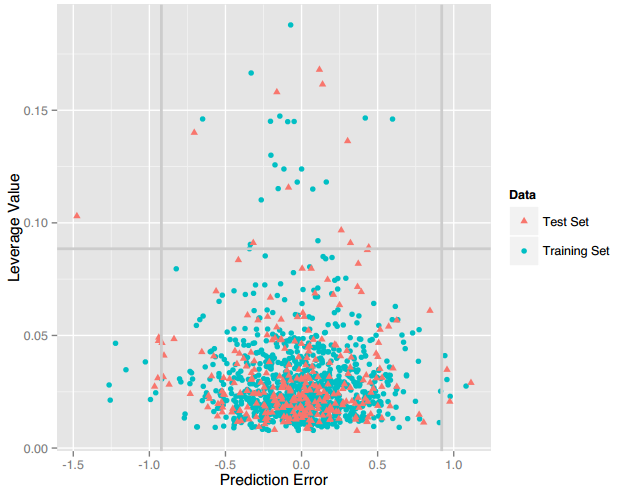 Leverage Value
0.15
0.10
0.05
0.00
-1.5 -1.0 -0.5 0.0 0.5 1.0
Prediction Error
Data
Test Set
Training Set